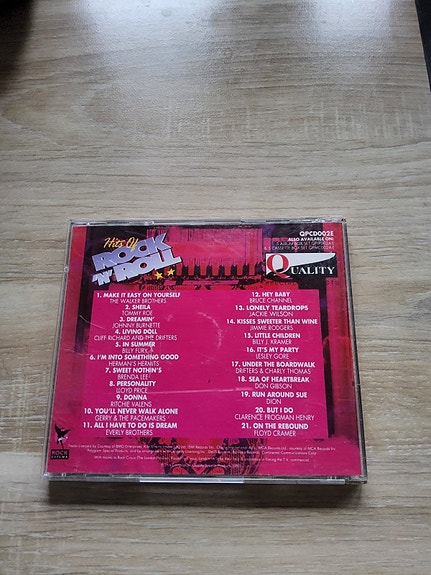 Hits Of
ROCK
'N' ROLL
QPCD002E
ALSO AVAILABLE ON:
QUALITY
1. MAKE IT EASY ON YOURSELF
THE WALKER BROTHERS
2. SHEILA
TOMMY ROE
3. DREAMIN'
JOHNNY BURNETTE
4. LIVING DOLL
CLIFF RICHARD AND THE DRIFTERS
5. IN SUMMER
BILLY FURY
6. I'M INTO SOMETHING GOOD
HERMAN'S HERMITS
7. SWEET NOTHIN'S
BRENDA LEE
8. PERSONALITY
LLOYD PRICE
9. DONNA
RITCHIE VALENS
10. YOU'LL NEVER WALK ALONE
GERRY & THE PACEMAKERS
11. ALL I HAVE TO DO IS DREAM
EVERLY BROTHERS
12. HEY BABY
BRUCE CHANNEL
13. LONELY TEARDROPS
JACKIE WILSON
14. KISSES SWEETER THAN WINE
JIMMIE RODGERS
15. LITTLE CHILDREN
BILLY J. KRAMER
16. IT'S MY PARTY
LESLEY GORE
17. UNDER THE BOARDWALK
DRIFTERS & CHARLY THOMAS
18. SEA OF HEARTBREAK
DON GIBSON
19. RUN AROUND SUE
DION
20. BUT I DO
CLARENCE FROGMAN HENRY
21. ON THE REBOUND
FLOYD CRAMER